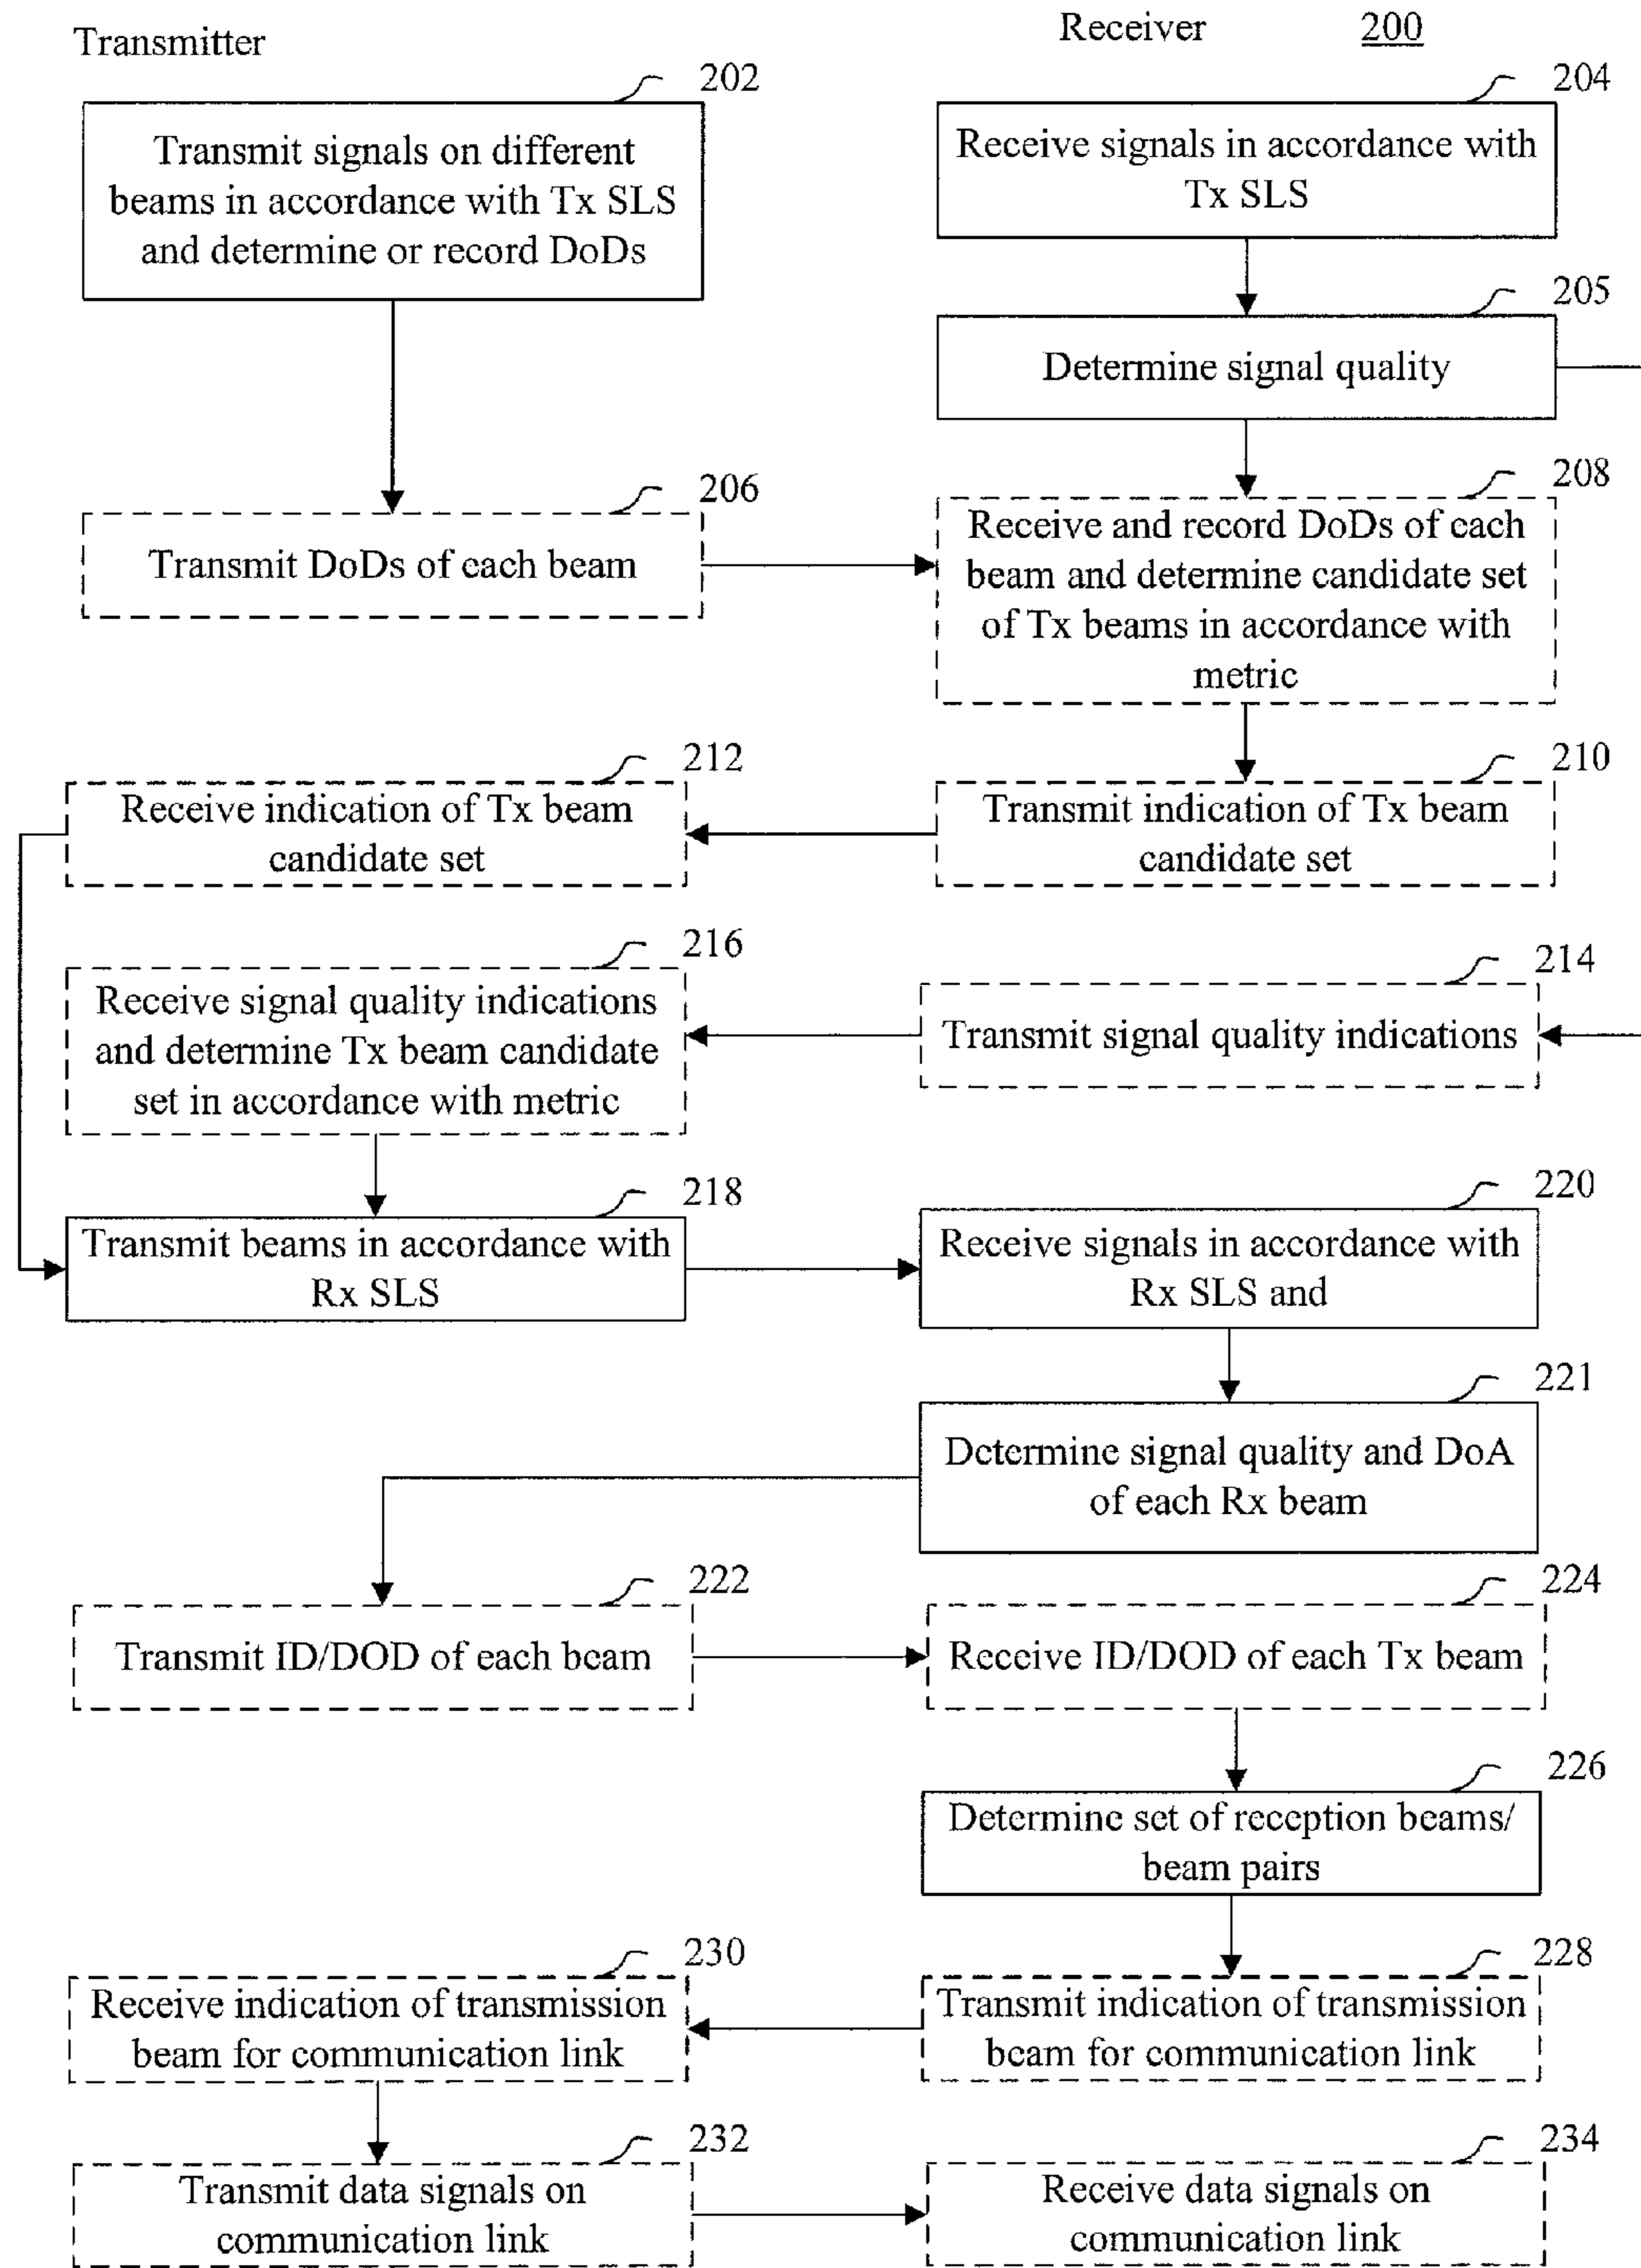 Transmitter
Receiver 200
202
Transmit signals on different
beams in accordance with Tx SLS
and determine or record DoDs
204
Receive signals in accordance with
Tx SLS
205
Determine signal quality
206
Transmit DoDs of each beam
208
Receive and record DoDs of each
beam and determine candidate set
of Tx beams in accordance with
metric
212
Receive indication of Tx beam
candidate set
210
Transmit indication of Tx beam
candidate set
216
Receive signal quality indications
and determine Tx beam candidate
set in accordance with metric
214
Transmit signal quality indications
218
Transmit beams in accordance with
Rx SLS
220
Receive signals in accordance with
Rx SLS and
221
Determine signal quality and DoA
of each Rx beam
222
Transmit ID/DOD of each beam
224
Receive ID/DOD of each Tx beam
226
Determine set of reception beams/
beam pairs
230
Receive indication of transmission
beam for communication link
228
Transmit indication of transmission
beam for communication link
232
Transmit data signals on
communication link
234
Receive data signals on
communication link